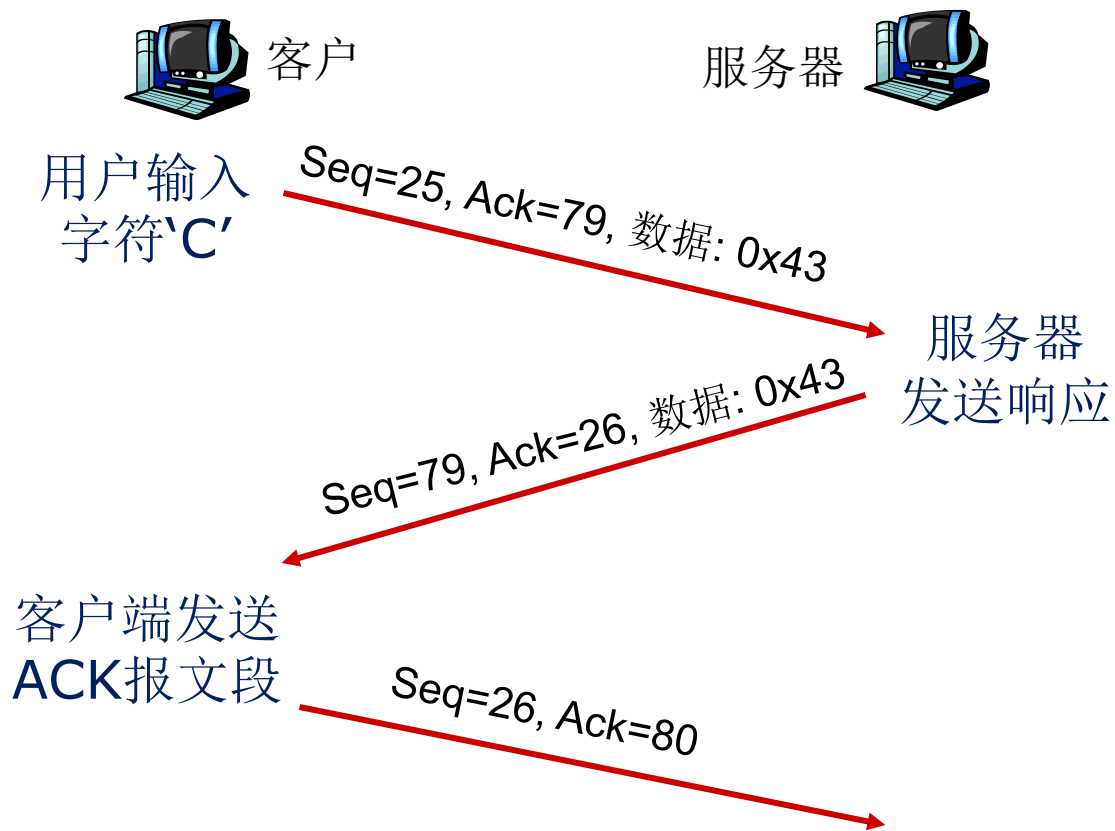 客户
服务器
用户输入
字符‘C’
Seq=25, Ack=79, 数据: 0x43
服务器
发送响应
Seq=79, Ack=26, 数据: 0x43
客户端发送
ACK报文段
Seq=26, Ack=80